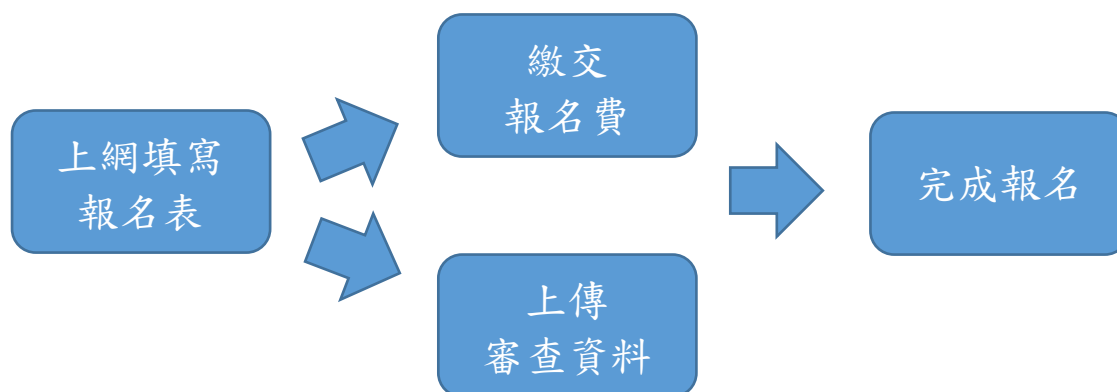 上網填寫
報名表
繳交
報名費
上傳
審查資料
完成報名